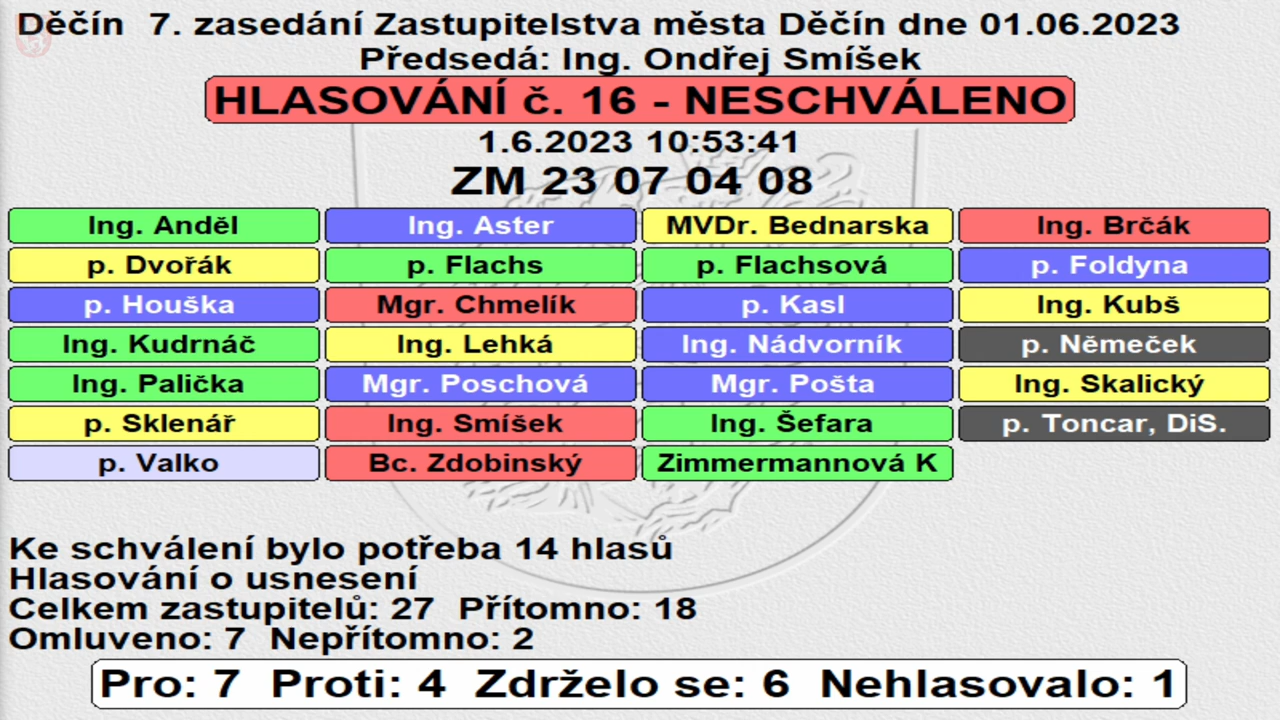 Děčín 7. zasedání Zastupitelstva města Děčín dne 01.06.2023
Předsedá: Ing. Ondřej Smíšek
HLASOVÁNÍ č. 16 - NESCHVÁLENO
1.6.2023 10:53:41
ZM 23 07 04 08
Ing. Anděl Ing. Aster MVDr. Bednarska Ing. Brčák
p. Dvořák p. Flachs p. Flachsová p. Foldyna
p. Houška Mgr. Chmelík p. Kasl Ing. Kubš
Ing. Kudrnáč Ing. Lehká Ing. Nádvorník p. Němeček
Ing. Palička Mgr. Poschová Mgr. Pošta Ing. Skalický
p. Sklenář Ing. Smíšek Ing. Šefara p. Toncar, DiS.
p. Valko Bc. Zdobinský Zimmermannová K
Ke schválení bylo potřeba 14 hlasů
Hlasování o usnesení
Celkem zastupitelů: 27 Přítomno: 18
Omluveno: 7 Nepřítomno: 2
Pro: 7 Proti: 4 Zdrželo se: 6 Nehlasovalo: 1